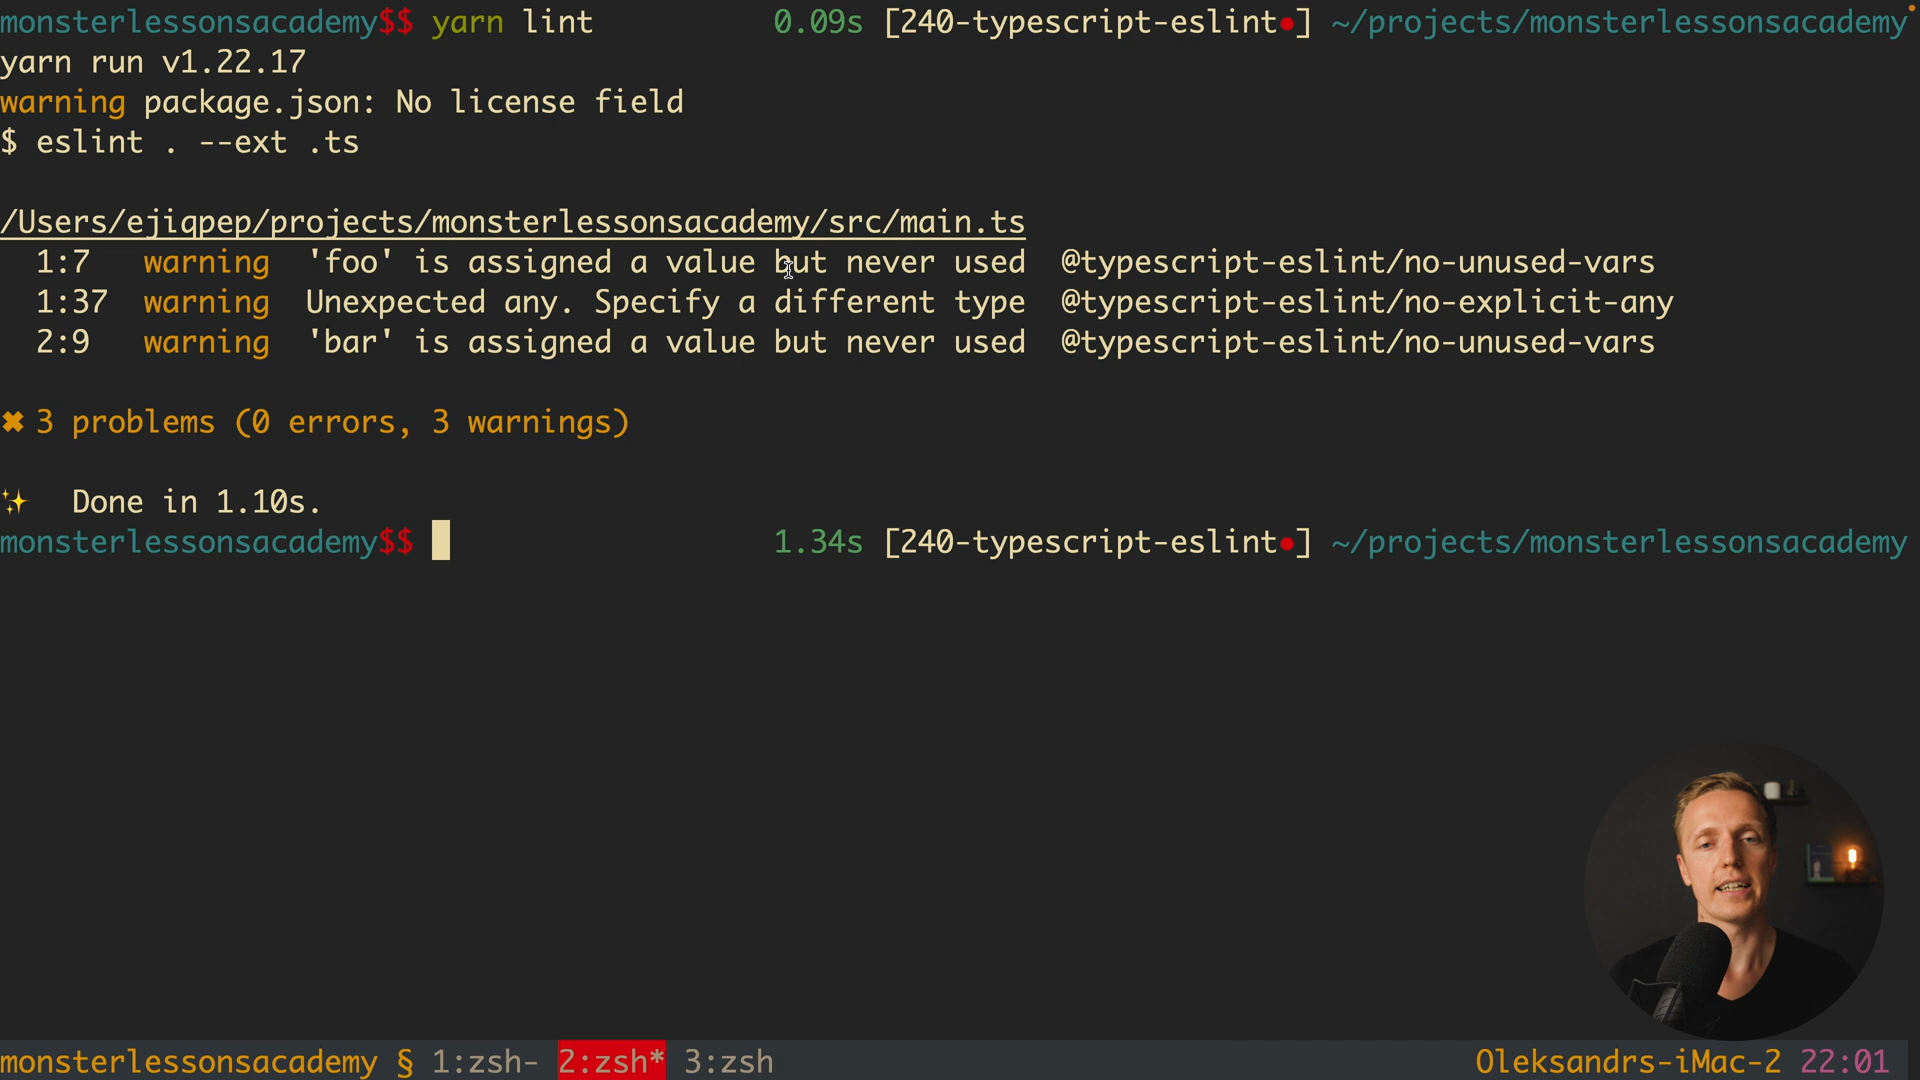 monsterlessonsacademy$$ yarn lint 0.09s [240-typescript-eslint●] ~/projects/monsterlessonsacademy
yarn run v1.22.17
warning package.json: No license field
$ eslint . --ext .ts
/Users/ejiqpep/projects/monsterlessonsacademy/src/main.ts
1:7 warning 'foo' is assigned a value but never used @typescript-eslint/no-unused-vars
1:37 warning Unexpected any. Specify a different type @typescript-eslint/no-explicit-any
2:9 warning 'bar' is assigned a value but never used @typescript-eslint/no-unused-vars
✖ 3 problems (0 errors, 3 warnings)
✨ Done in 1.10s.
monsterlessonsacademy$$ 1.34s [240-typescript-eslint●] ~/projects/monsterlessonsacademy
monsterlessonsacademy § 1:zsh- 2:zsh* 3:zsh Oleksandrs-iMac-2 22:01